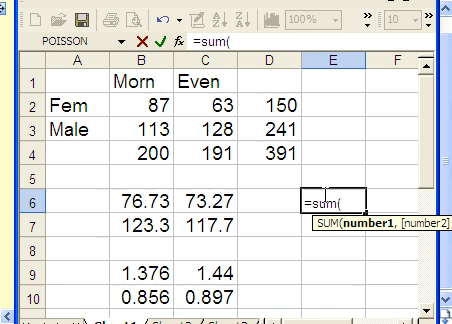 100% » 10 »
POISSON =sum(
A B C D E F
1 Morn Even
2 Fem 87 63 150
3 Male 113 128 241
4 200 191 391
5
6 76.73 73.27 =sum(
7 123.3 117.7 SUM(number1, [number2]
8
9 1.376 1.44
10 0.856 0.897